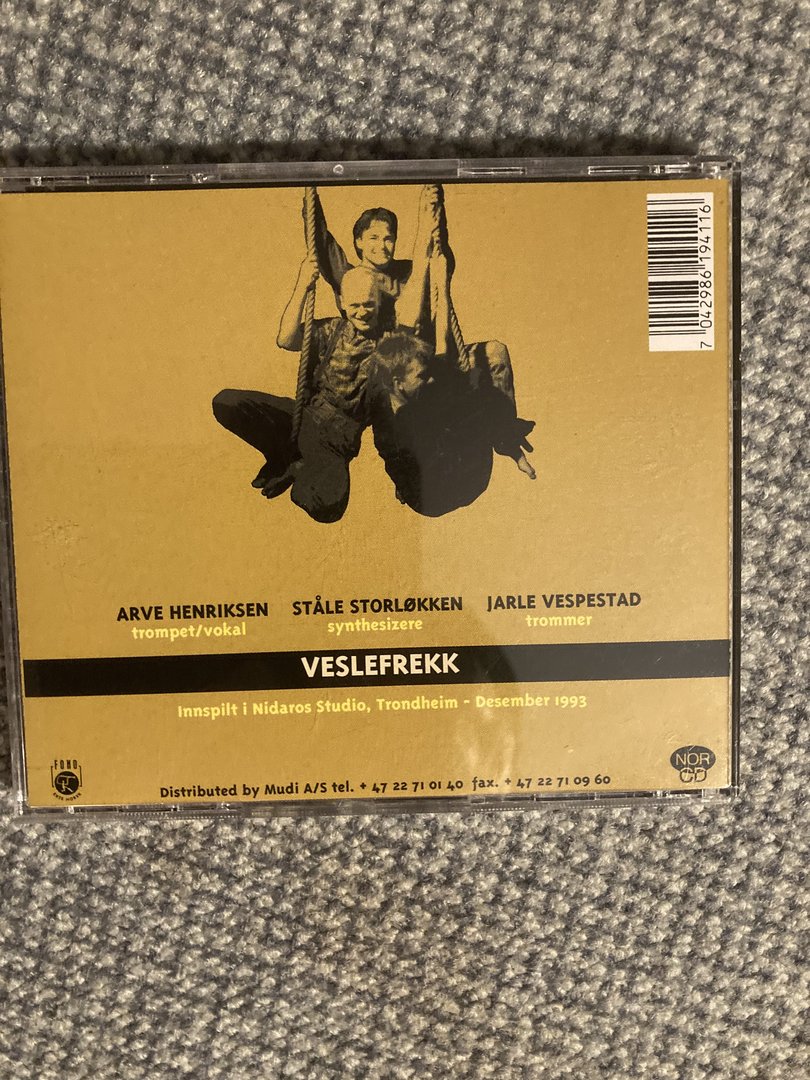 7 042986 194116
ARVE HENRIKSEN STÅLE STORLØKKEN JARLE VESPESTAD
trompet/vokal synthesizere trommer
VESLEFREKK
Innspilt i Nidaros Studio, Trondheim - Desember 1993
FONO
NOR
CD
Distributed by Mudi A/S tel. + 47 22 71 01 40 fax. + 47 22 71 09 60